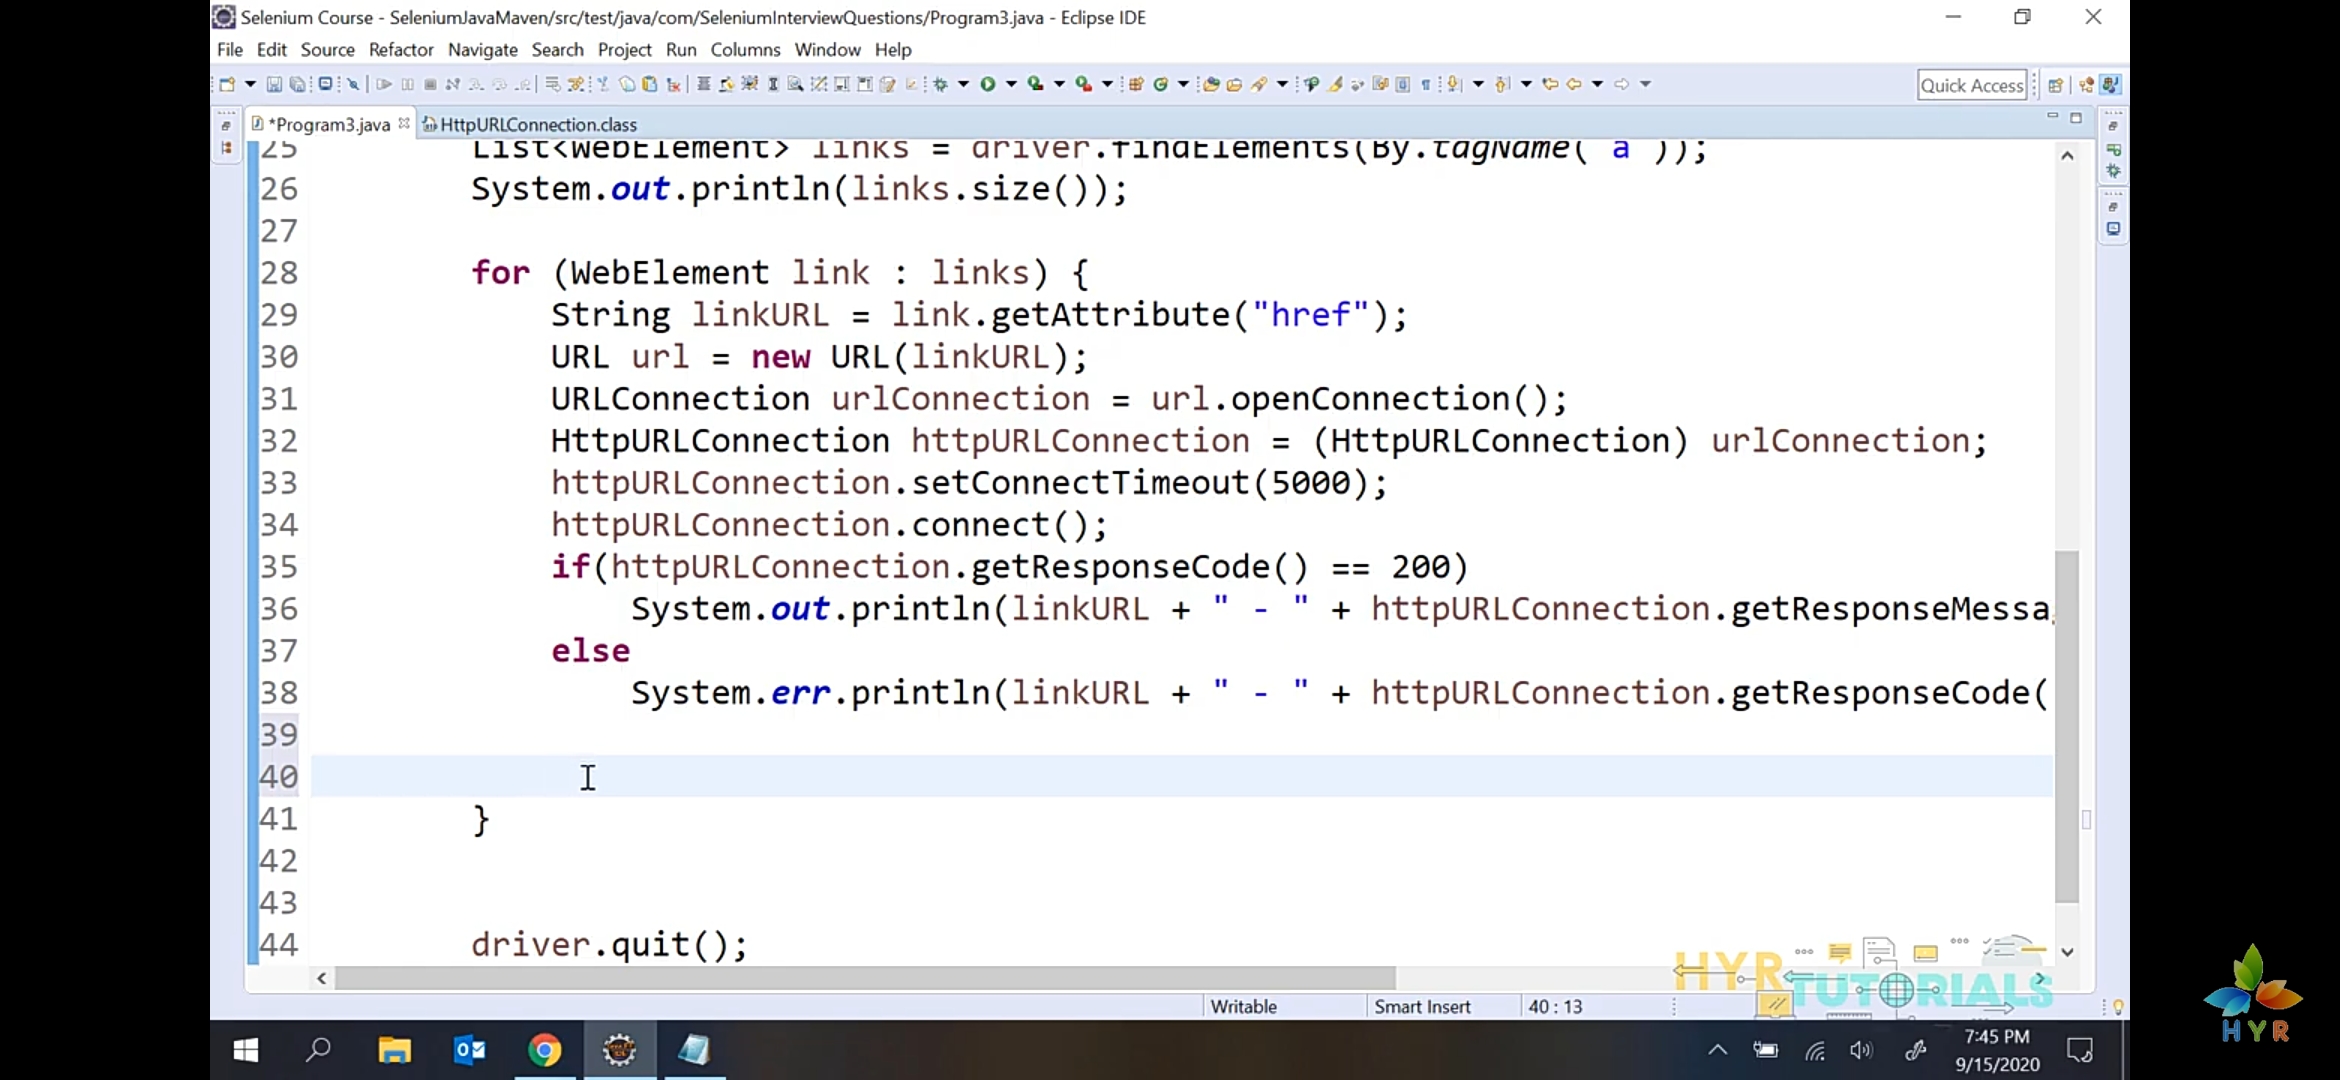 Selenium Course - SeleniumJavaMaven/src/test/java/com/SeleniumInterviewQuestions/Program3.java - Eclipse IDE
File Edit Source Refactor Navigate Search Project Run Columns Window Help
Quick Access
*Program3.java HttpURLConnection.class
25 List<WebElement> links = driver.findElements(By.tagName("a"));
26 System.out.println(links.size());
27
28 for (WebElement link : links) {
29 String linkURL = link.getAttribute("href");
30 URL url = new URL(linkURL);
31 URLConnection urlConnection = url.openConnection();
32 HttpURLConnection httpURLConnection = (HttpURLConnection) urlConnection;
33 httpURLConnection.setConnectTimeout(5000);
34 httpURLConnection.connect();
35 if(httpURLConnection.getResponseCode() == 200)
36 System.out.println(linkURL + " - " + httpURLConnection.getResponseMessa
37 else
38 System.err.println(linkURL + " - " + httpURLConnection.getResponseCode(
39
40
41 }
42
43
44 driver.quit();
HYR
TUTORIALS
Writable Smart Insert 40 : 13
HYR
7:45 PM
9/15/2020